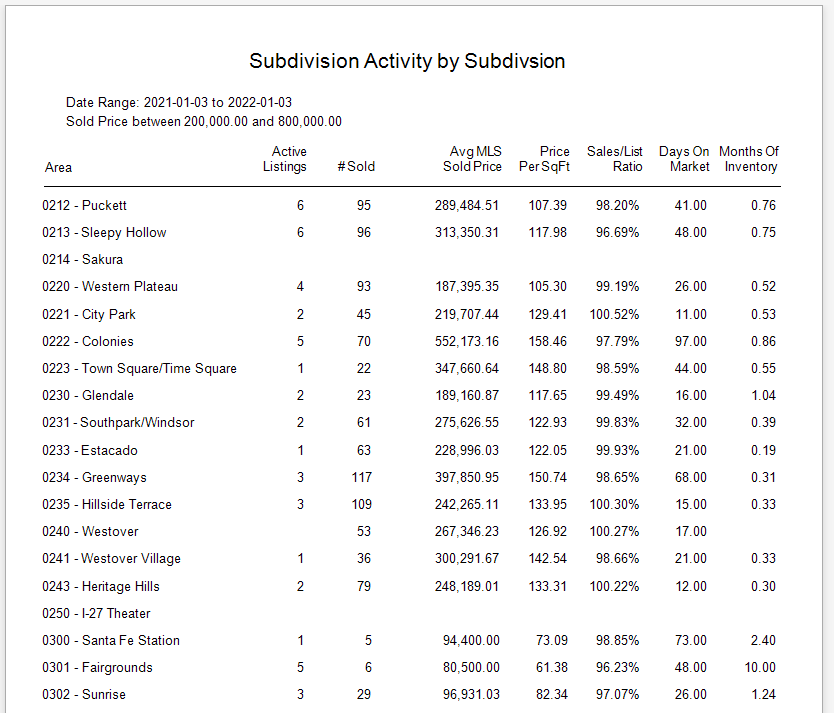 Subdivision Activity by Subdivsion
Date Range: 2021-01-03 to 2022-01-03
Sold Price between 200,000.00 and 800,000.00
Area Active Listings # Sold Avg MLS Sold Price Price Per SqFt Sales/List Ratio Days On Market Months Of Inventory
0212 - Puckett 6 95 289,484.51 107.39 98.20% 41.00 0.76
0213 - Sleepy Hollow 6 96 313,350.31 117.98 96.69% 48.00 0.75
0214 - Sakura
0220 - Western Plateau 4 93 187,395.35 105.30 99.19% 26.00 0.52
0221 - City Park 2 45 219,707.44 129.41 100.52% 11.00 0.53
0222 - Colonies 5 70 552,173.16 158.46 97.79% 97.00 0.86
0223 - Town Square/Time Square 1 22 347,660.64 148.80 98.59% 44.00 0.55
0230 - Glendale 2 23 189,160.87 117.65 99.49% 16.00 1.04
0231 - Southpark/Windsor 2 61 275,626.55 122.93 99.83% 32.00 0.39
0233 - Estacado 1 63 228,996.03 122.05 99.93% 21.00 0.19
0234 - Greenways 3 117 397,850.95 150.74 98.65% 68.00 0.31
0235 - Hillside Terrace 3 109 242,265.11 133.95 100.30% 15.00 0.33
0240 - Westover 53 267,346.23 126.92 100.27% 17.00
0241 - Westover Village 1 36 300,291.67 142.54 98.66% 21.00 0.33
0243 - Heritage Hills 2 79 248,189.01 133.31 100.22% 12.00 0.30
0250 - I-27 Theater
0300 - Santa Fe Station 1 5 94,400.00 73.09 98.85% 73.00 2.40
0301 - Fairgrounds 5 6 80,500.00 61.38 96.23% 48.00 10.00
0302 - Sunrise 3 29 96,931.03 82.34 97.07% 26.00 1.24